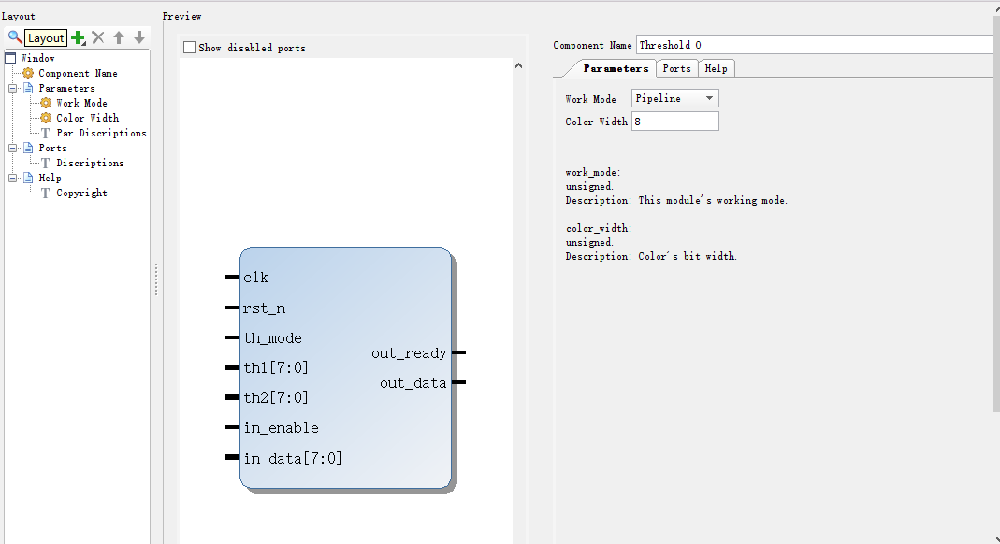 Layout
Layout
Window
Component Name
Parameters
Work Mode
Color Width
Par Discriptions
Ports
Discriptions
Help
Copyright
Preview
Show disabled ports
clk
rst_n
th_mode
th1[7:0]
th2[7:0]
in_enable
in_data[7:0]
out_ready
out_data
Component Name Threshold_0
Parameters Ports Help
Work Mode Pipeline
Color Width 8
work_mode:
unsigned.
Description: This module's working mode.
color_width:
unsigned.
Description: Color's bit width.